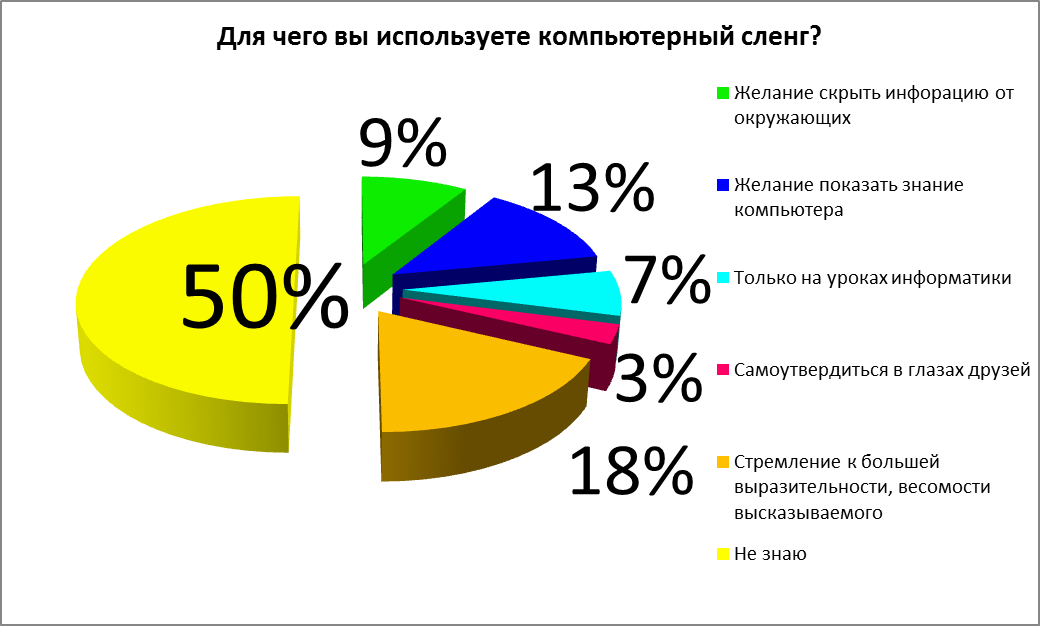 Для чего вы используете компьютерный сленг?
9%
13%
7%
3%
18%
50%
Желание скрыть инфорацию от
окружающих
Желание показать знание
компьютера
Только на уроках информатики
Самоутвердиться в глазах друзей
Стремление к большей
выразительности, весомости
высказываемого
Не знаю